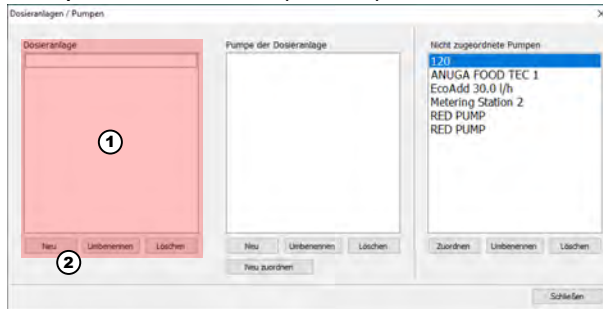 Dosieranlagen / Pumpen
Dosieranlage
1
Neu Umbenennen Löschen
2
Pumpe der Dosieranlage
Neu Umbenennen Löschen
Neu zuordnen
Nicht zugeordnete Pumpen
120
ANUGA FOOD TEC 1
EcoAdd 30.0 l/h
Metering Station 2
RED PUMP
RED PUMP
Zuordnen Umbenennen Löschen
Schließen